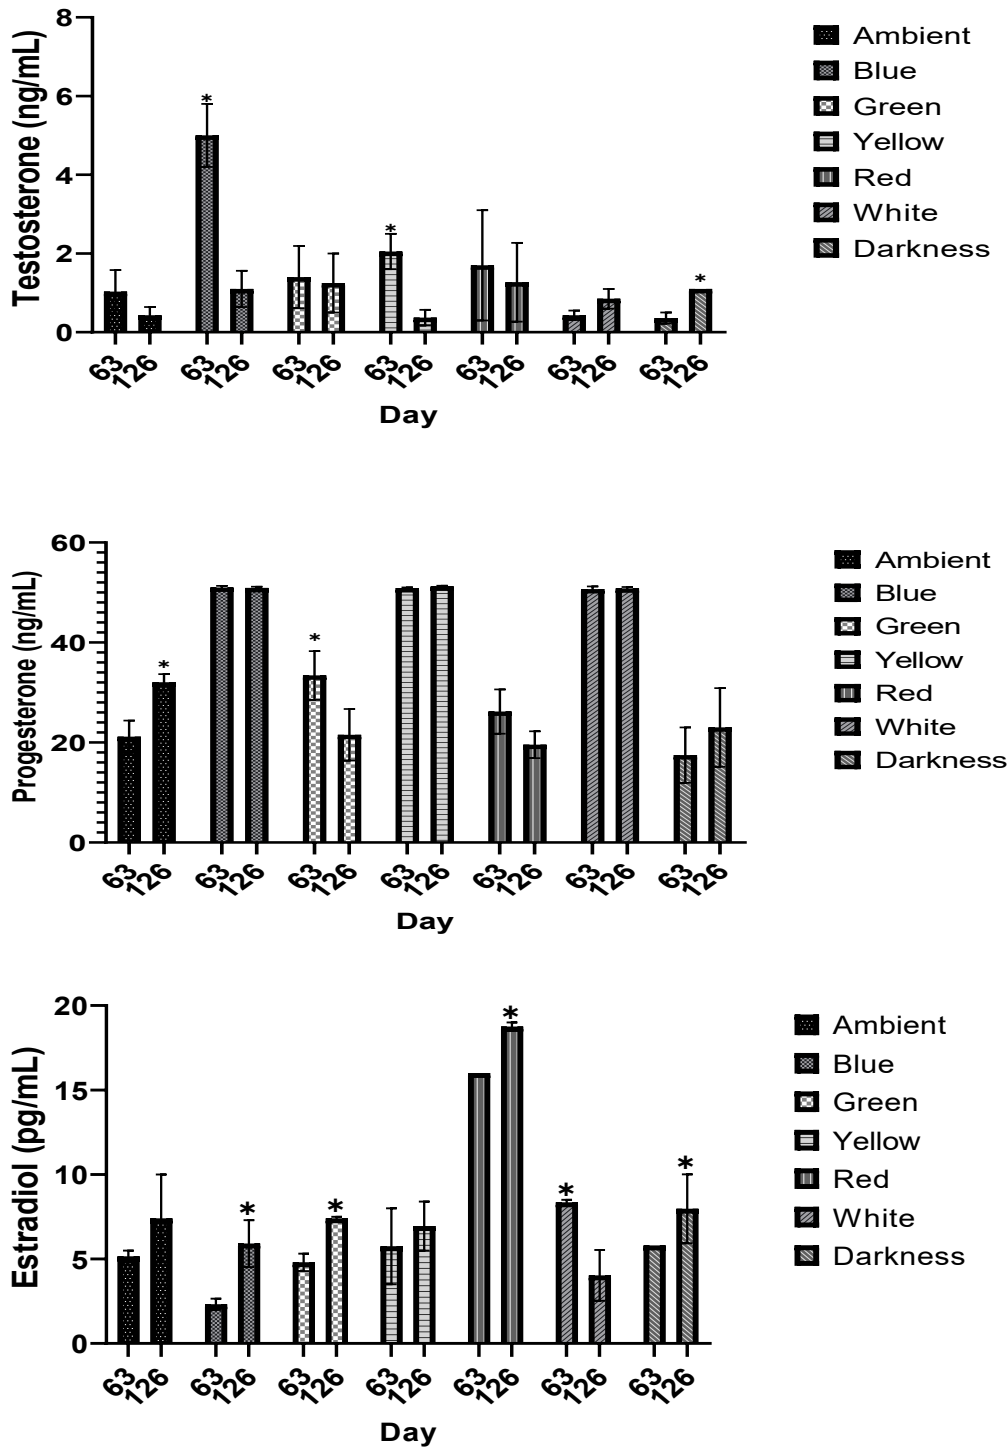 Testosterone (ng/mL)
8
6
4
2
0
*
*
*
63 126 63 126 63 126 63 126 63 126 63 126 63 126
Day
Ambient
Blue
Green
Yellow
Red
White
Darkness
Progesterone (ng/mL)
60
40
20
0
*
*
63 126 63 126 63 126 63 126 63 126 63 126 63 126
Day
Ambient
Blue
Green
Yellow
Red
White
Darkness
Estradiol (pg/mL)
20
15
10
5
0
*
*
*
*
*
63 126 63 126 63 126 63 126 63 126 63 126 63 126
Day
Ambient
Blue
Green
Yellow
Red
White
Darkness